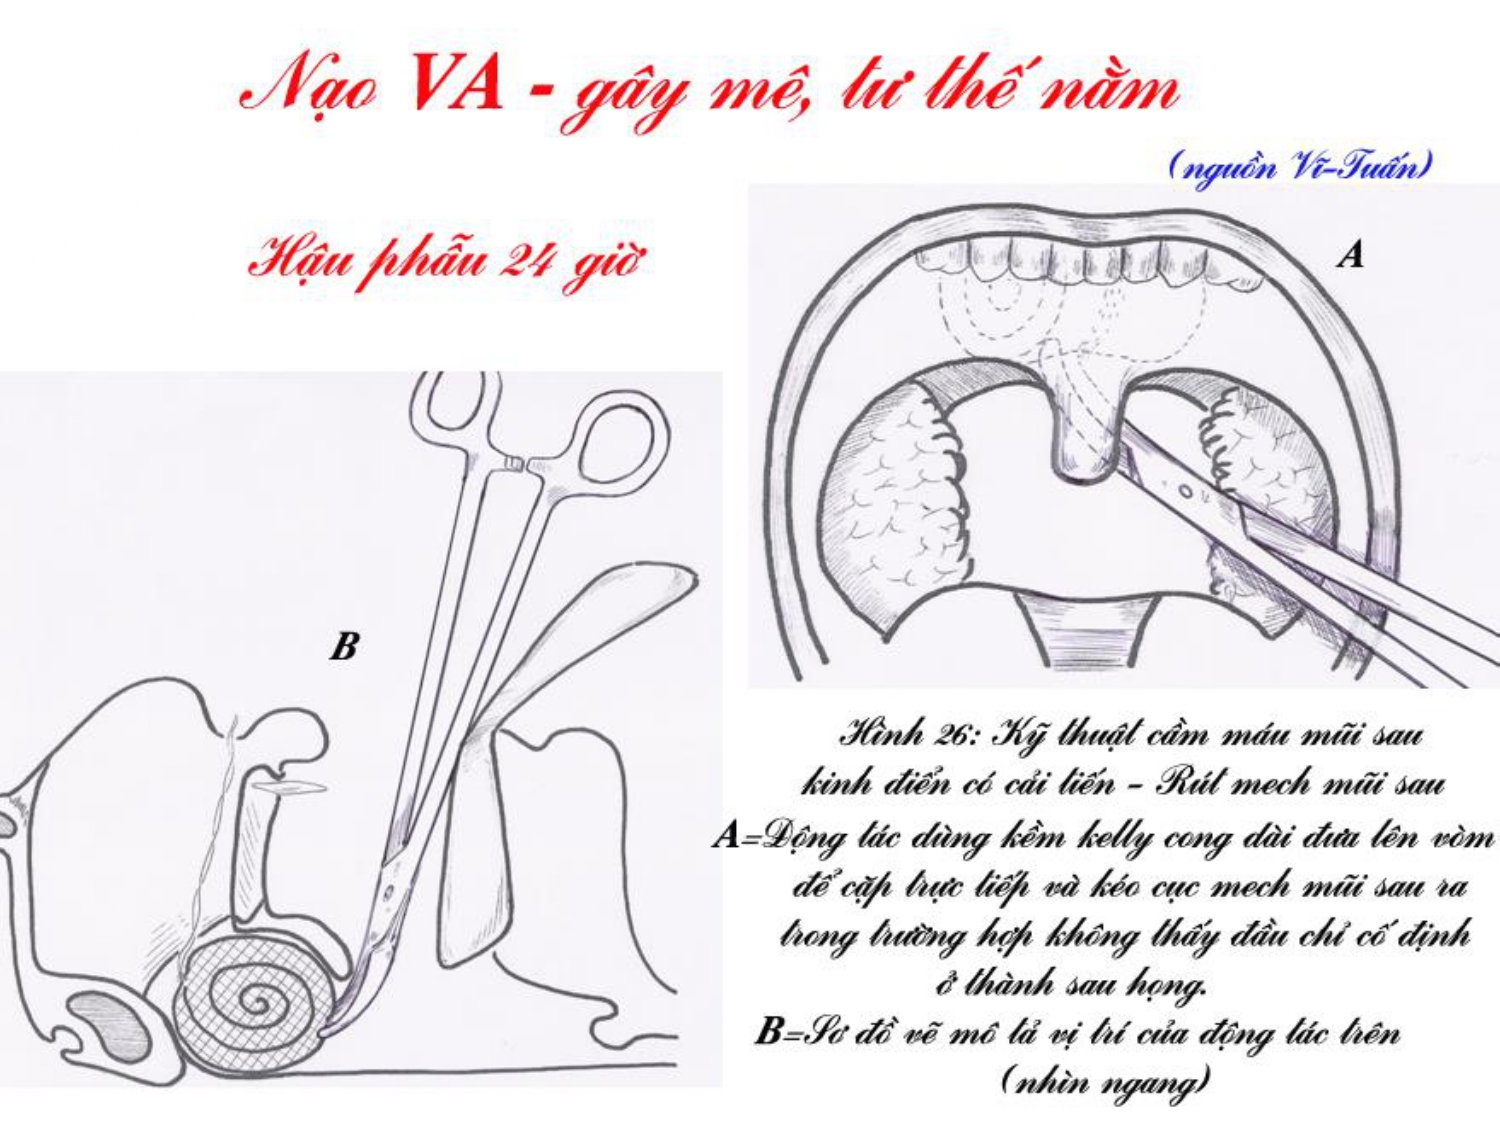 Nạo VA - gây mê, tư thế nằm
(nguồn Vĩ-Tuấn)
Hậu phẫu 24 giờ
A
B
Hình 26: Kỹ thuật cầm máu mũi sau
kinh điển có cải tiến - Rút mech mũi sau
A=Động tác dùng kềm kelly cong dài đưa lên vòm
để cặp trực tiếp và kéo cục mech mũi sau ra
trong trường hợp không thấy đầu chỉ cố định
ở thành sau họng.
B=Sơ đồ vẽ mô tả vị trí của động tác trên
(nhìn ngang)